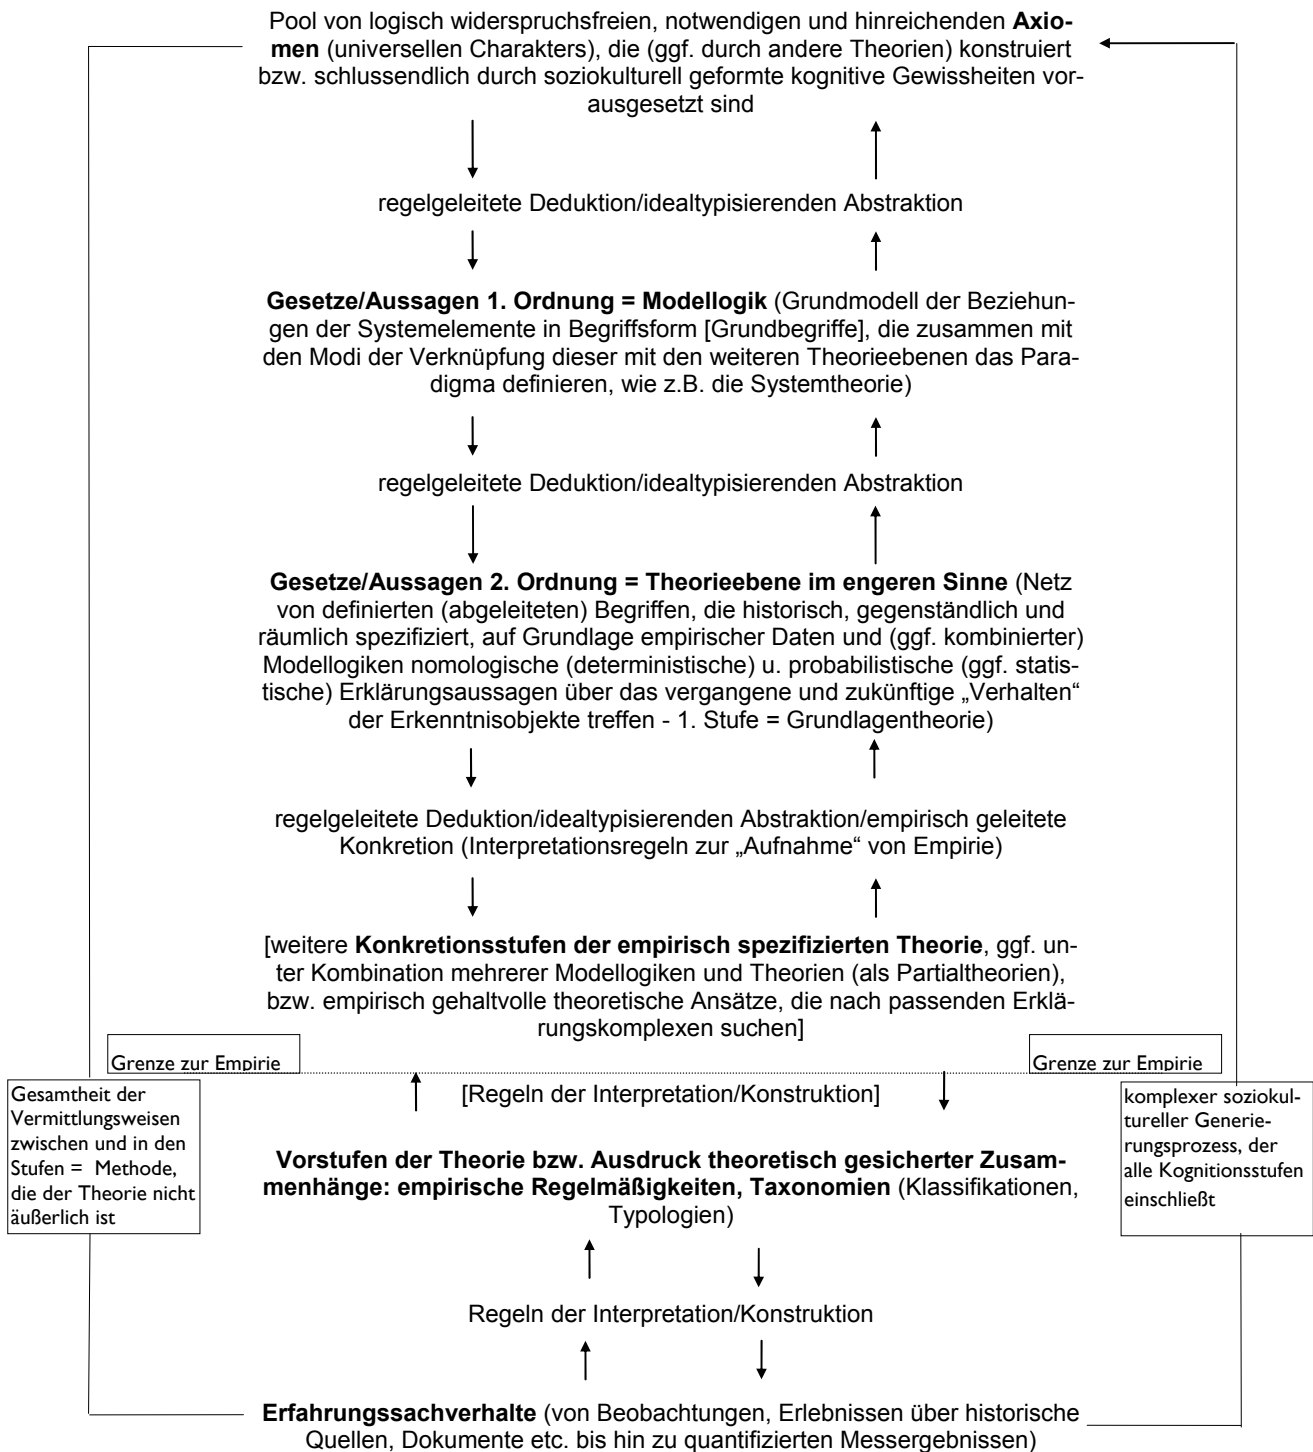 Pool von logisch widerspruchsfreien, notwendigen und hinreichenden Axio-
men (universellen Charakters), die (ggf. durch andere Theorien) konstruiert
bzw. schlussendlich durch soziokulturell geformte kognitive Gewissheiten vor-
ausgesetzt sind
regelgeleitete Deduktion/idealtypisierenden Abstraktion
Gesetze/Aussagen 1. Ordnung = Modellogik (Grundmodell der Beziehun-
gen der Systemelemente in Begriffsform [Grundbegriffe], die zusammen mit
den Modi der Verknüpfung dieser mit den weiteren Theorieebenen das Para-
digma definieren, wie z.B. die Systemtheorie)
regelgeleitete Deduktion/idealtypisierenden Abstraktion
Gesetze/Aussagen 2. Ordnung = Theorieebene im engeren Sinne (Netz
von definierten (abgeleiteten) Begriffen, die historisch, gegenständlich und
räumlich spezifiziert, auf Grundlage empirischer Daten und (ggf. kombinierter)
Modellogiken nomologische (deterministische) u. probabilistische (ggf. statis-
tische) Erklärungsaussagen über das vergangene und zukünftige „Verhalten“
der Erkenntnisobjekte treffen - 1. Stufe = Grundlagentheorie)
regelgeleitete Deduktion/idealtypisierenden Abstraktion/empirisch geleitete
Konkretion (Interpretationsregeln zur „Aufnahme“ von Empirie)
[weitere Konkretionsstufen der empirisch spezifizierten Theorie, ggf. un-
ter Kombination mehrerer Modellogiken und Theorien (als Partialtheorien),
bzw. empirisch gehaltvolle theoretische Ansätze, die nach passenden Erklä-
rungskomplexen suchen]
Grenze zur Empirie
Grenze zur Empirie
Gesamtheit der
Vermittlungsweisen
zwischen und in den
Stufen = Methode,
die der Theorie nicht
äußerlich ist
[Regeln der Interpretation/Konstruktion]
komplexer soziokul-
tureller Generie-
rungsprozess, der
alle Kognitionsstufen
einschließt
Vorstufen der Theorie bzw. Ausdruck theoretisch gesicherter Zusam-
menhänge: empirische Regelmäßigkeiten, Taxonomien (Klassifikationen,
Typologien)
Regeln der Interpretation/Konstruktion
Erfahrungssachverhalte (von Beobachtungen, Erlebnissen über historische
Quellen, Dokumente etc. bis hin zu quantifizierten Messergebnissen)